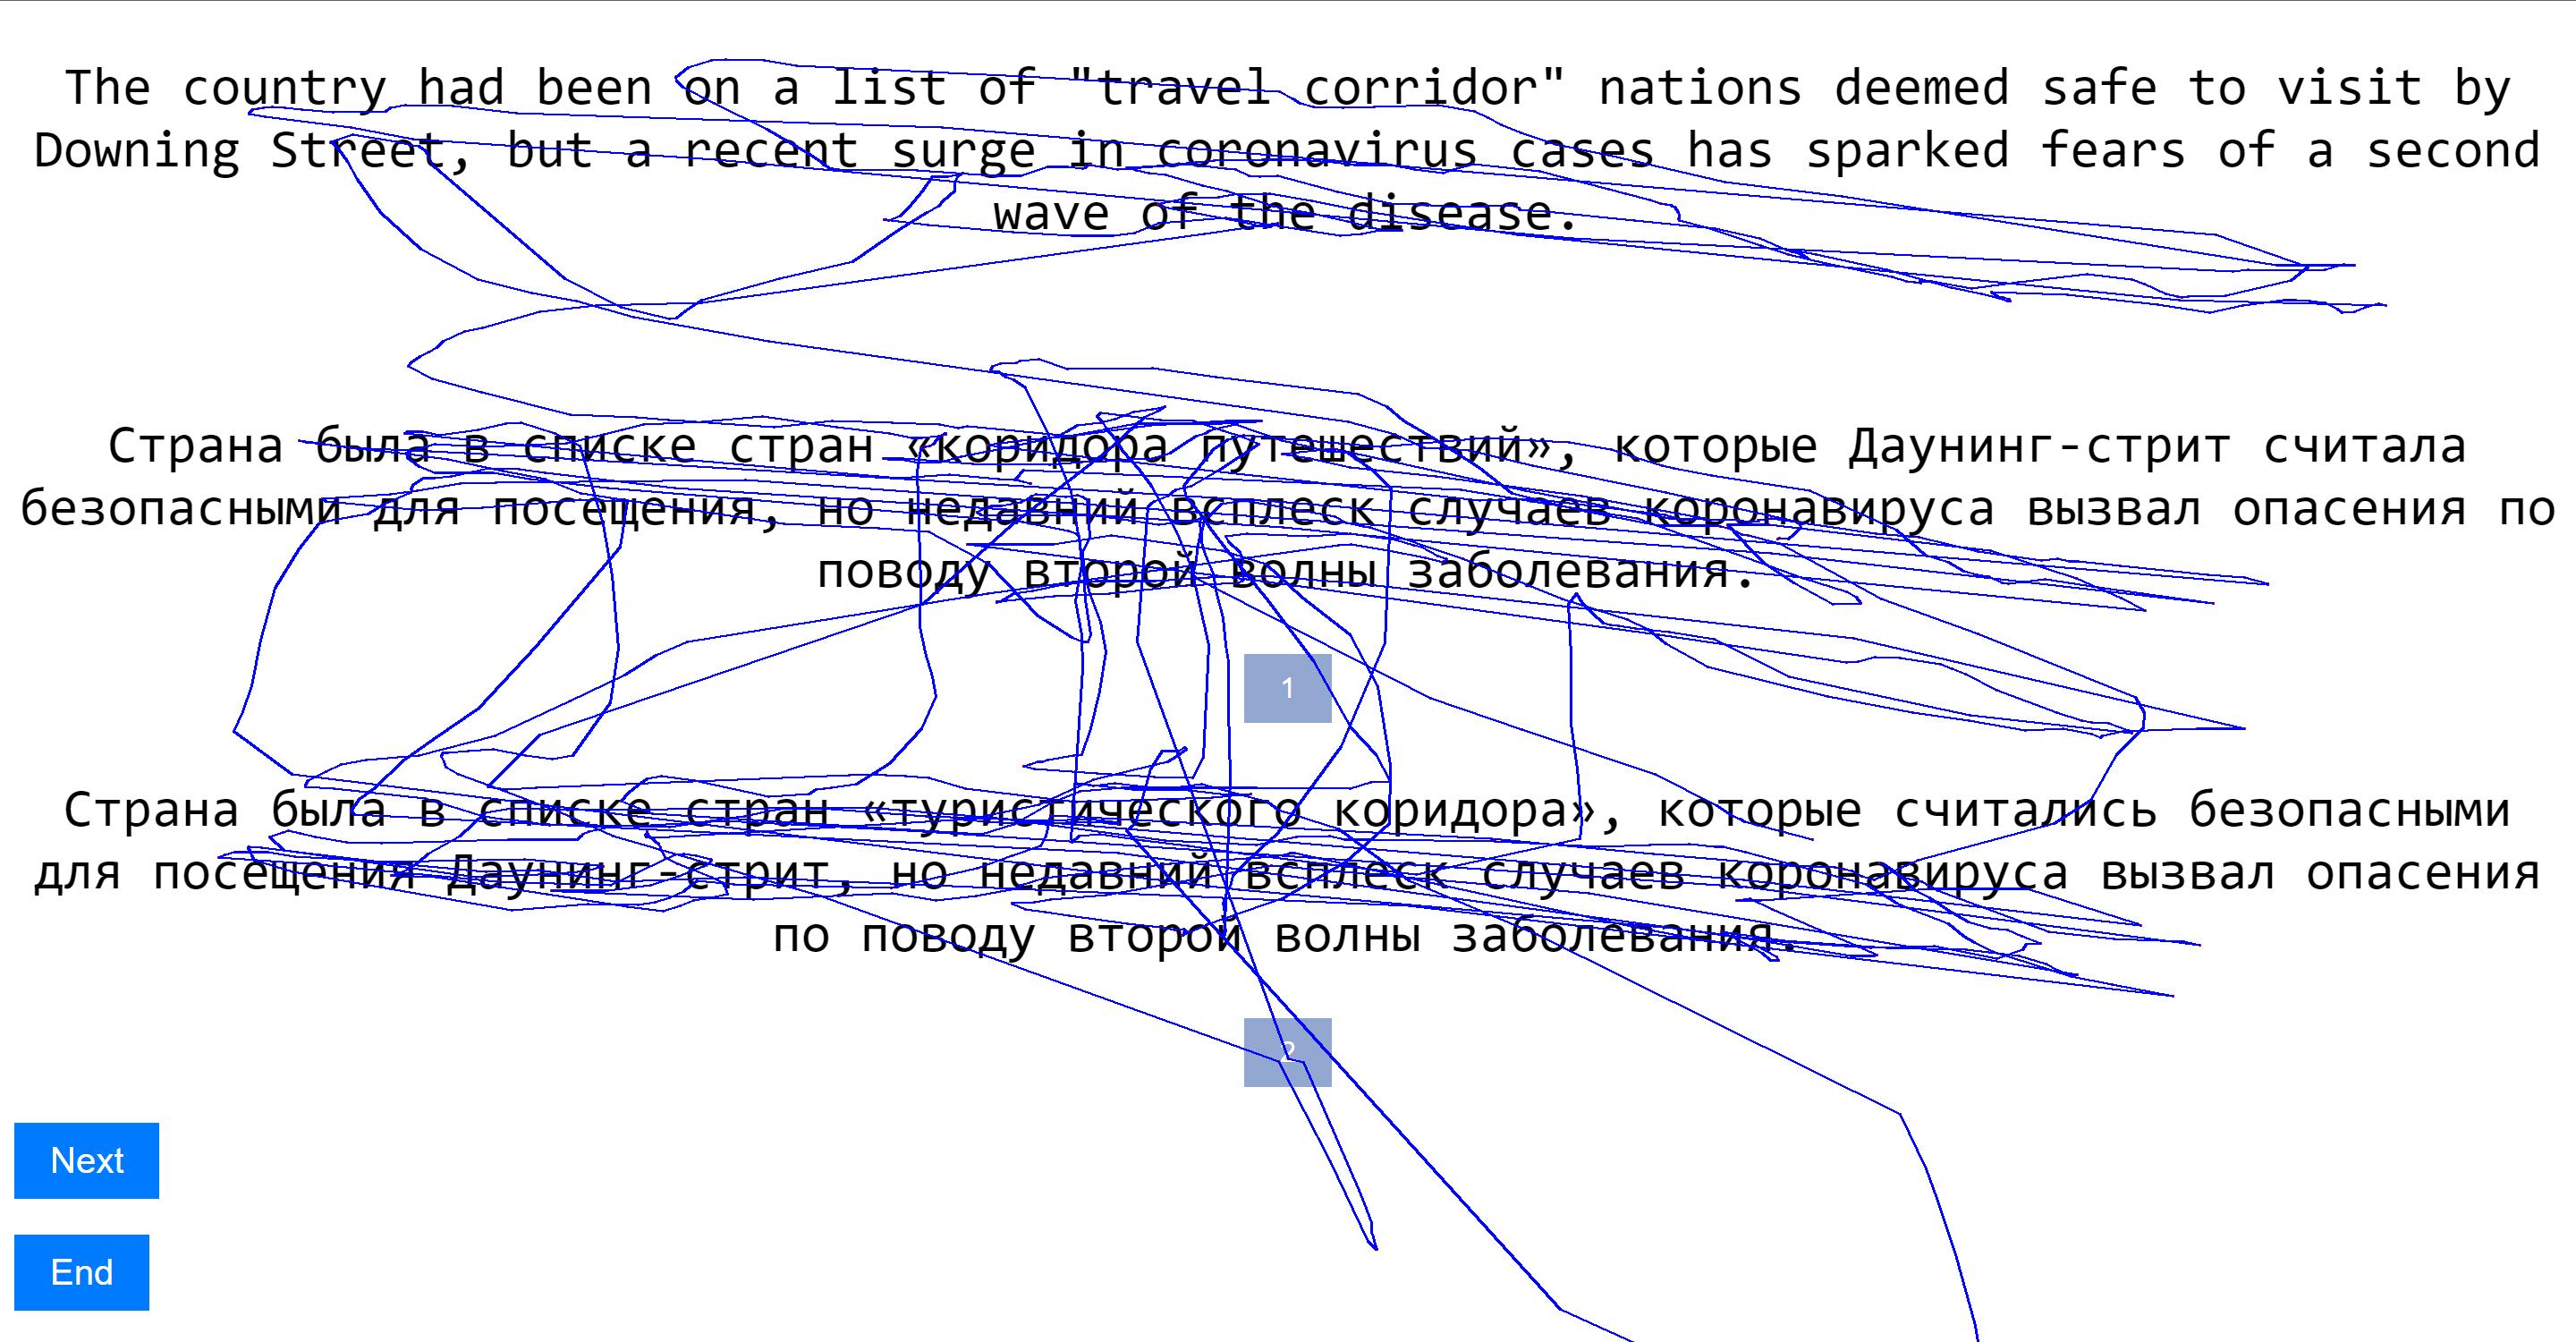 The country had been on a list of "travel corridor" nations deemed safe to visit by
Downing Street, but a recent surge in coronavirus cases has sparked fears of a second
wave of the disease.
Страна была в списке стран «коридора путешествий», которые Даунинг-стрит считала
безопасными для посещения, но недавний всплеск случаев коронавируса вызвал опасения по
поводу второй волны заболевания.
1
Страна была в списке стран «туристического коридора», которые считались безопасными
для посещения Даунинг-стрит, но недавний всплеск случаев коронавируса вызвал опасения
по поводу второй волны заболевания.
2
Next
End